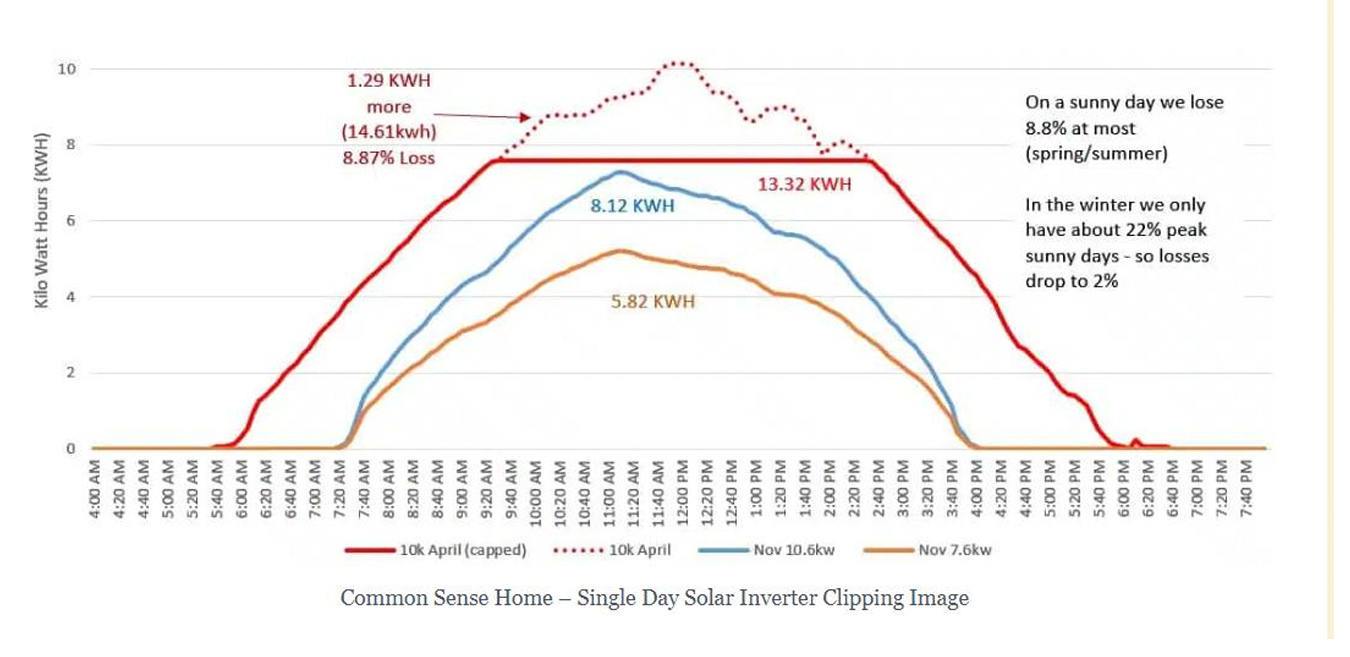 1.29 KWH
more
(14.61kwh)
8.87% Loss
On a sunny day we lose
8.8% at most
(spring/summer)
In the winter we only
have about 22% peak
sunny days - so losses
drop to 2%
13.32 KWH
8.12 KWH
5.82 KWH
Kilo Watt Hours (KWH)
10
8
6
4
2
0
4:00 AM
4:20 AM
4:40 AM
5:00 AM
5:20 AM
5:40 AM
6:00 AM
6:20 AM
6:40 AM
7:00 AM
7:20 AM
7:40 AM
8:00 AM
8:20 AM
8:40 AM
9:00 AM
9:20 AM
9:40 AM
10:00 AM
10:20 AM
10:40 AM
11:00 AM
11:20 AM
11:40 AM
12:00 PM
12:20 PM
12:40 PM
1:00 PM
1:20 PM
1:40 PM
2:00 PM
2:20 PM
2:40 PM
3:00 PM
3:20 PM
3:40 PM
4:00 PM
4:20 PM
4:40 PM
5:00 PM
5:20 PM
5:40 PM
6:00 PM
6:20 PM
6:40 PM
7:00 PM
7:20 PM
7:40 PM
10k April (capped)
10k April
Nov 10.6kw
Nov 7.6kw
Common Sense Home – Single Day Solar Inverter Clipping Image